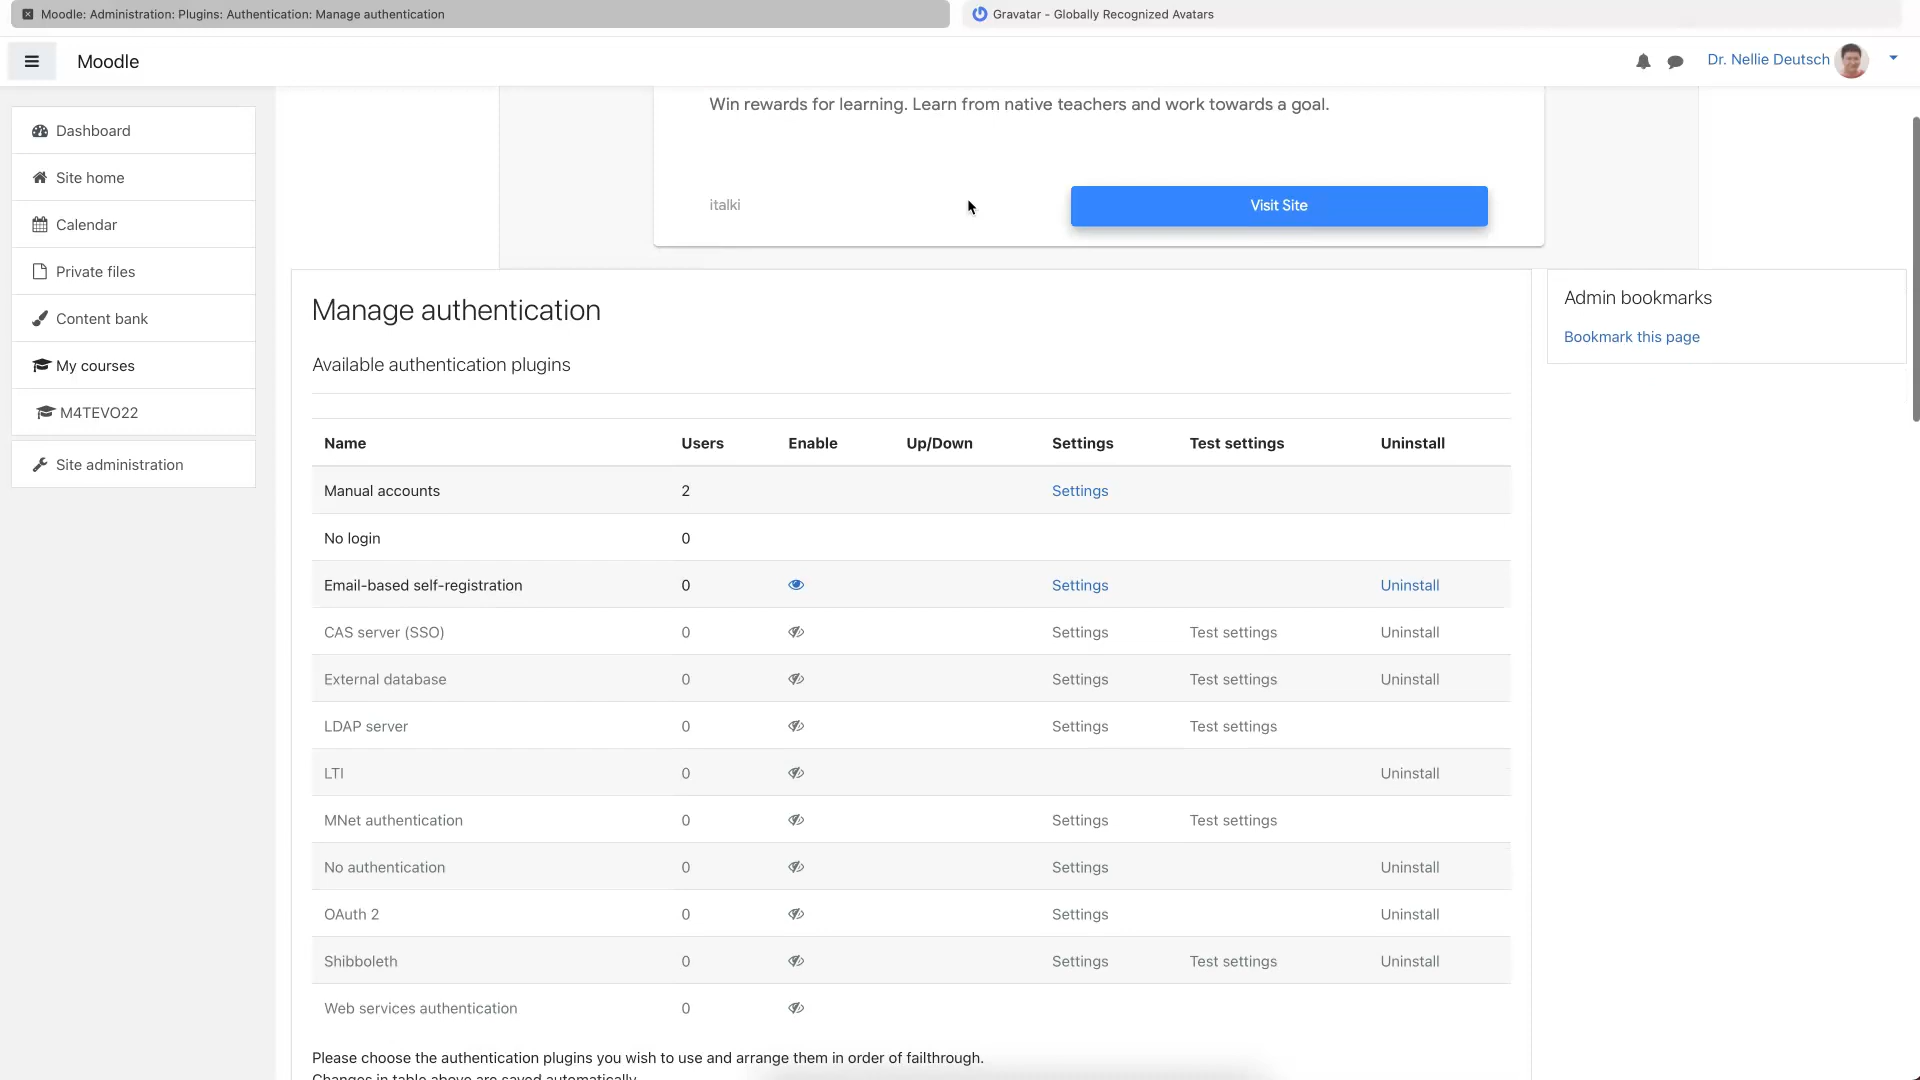 Moodle: Administration: Plugins: Authentication: Manage authentication
Gravatar - Globally Recognized Avatars
Moodle
Dr. Nellie Deutsch
Dashboard
Site home
Calendar
Private files
Content bank
My courses
M4TEVO22
Site administration
Win rewards for learning. Learn from native teachers and work towards a goal.
italki
Visit Site
Manage authentication
Available authentication plugins
Name Users Enable Up/Down Settings Test settings Uninstall
Manual accounts 2 Settings
No login 0
Email-based self-registration 0 Settings Uninstall
CAS server (SSO) 0 Settings Test settings Uninstall
External database 0 Settings Test settings Uninstall
LDAP server 0 Settings Test settings
LTI 0 Uninstall
MNet authentication 0 Settings Test settings
No authentication 0 Settings Uninstall
OAuth 2 0 Settings Uninstall
Shibboleth 0 Settings Test settings Uninstall
Web services authentication 0
Please choose the authentication plugins you wish to use and arrange them in order of failthrough.
Changes in table above are saved automatically.
Admin bookmarks
Bookmark this page